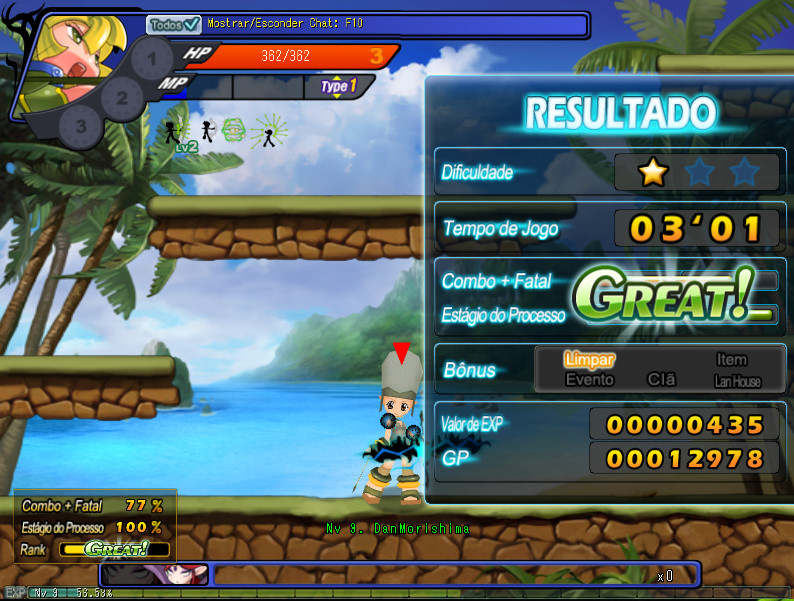 Todos Mostrar/Esconder Chat: F10
1
HP 362/362 3
MP Type 1
2
3
Lv2
RESULTADO
Dificuldade
Tempo de Jogo 03'01
Combo + Fatal
GREAT!
Estágio do Processo
Bônus Limpar Item
Evento Clã Lan House
Valor de EXP 00000435
GP 00012978
Combo + Fatal 77 %
Estágio do Processo 100 %
Rank GREAT!
Nv 9. DanMorishima
x0
EXP Nv 9 58.58%